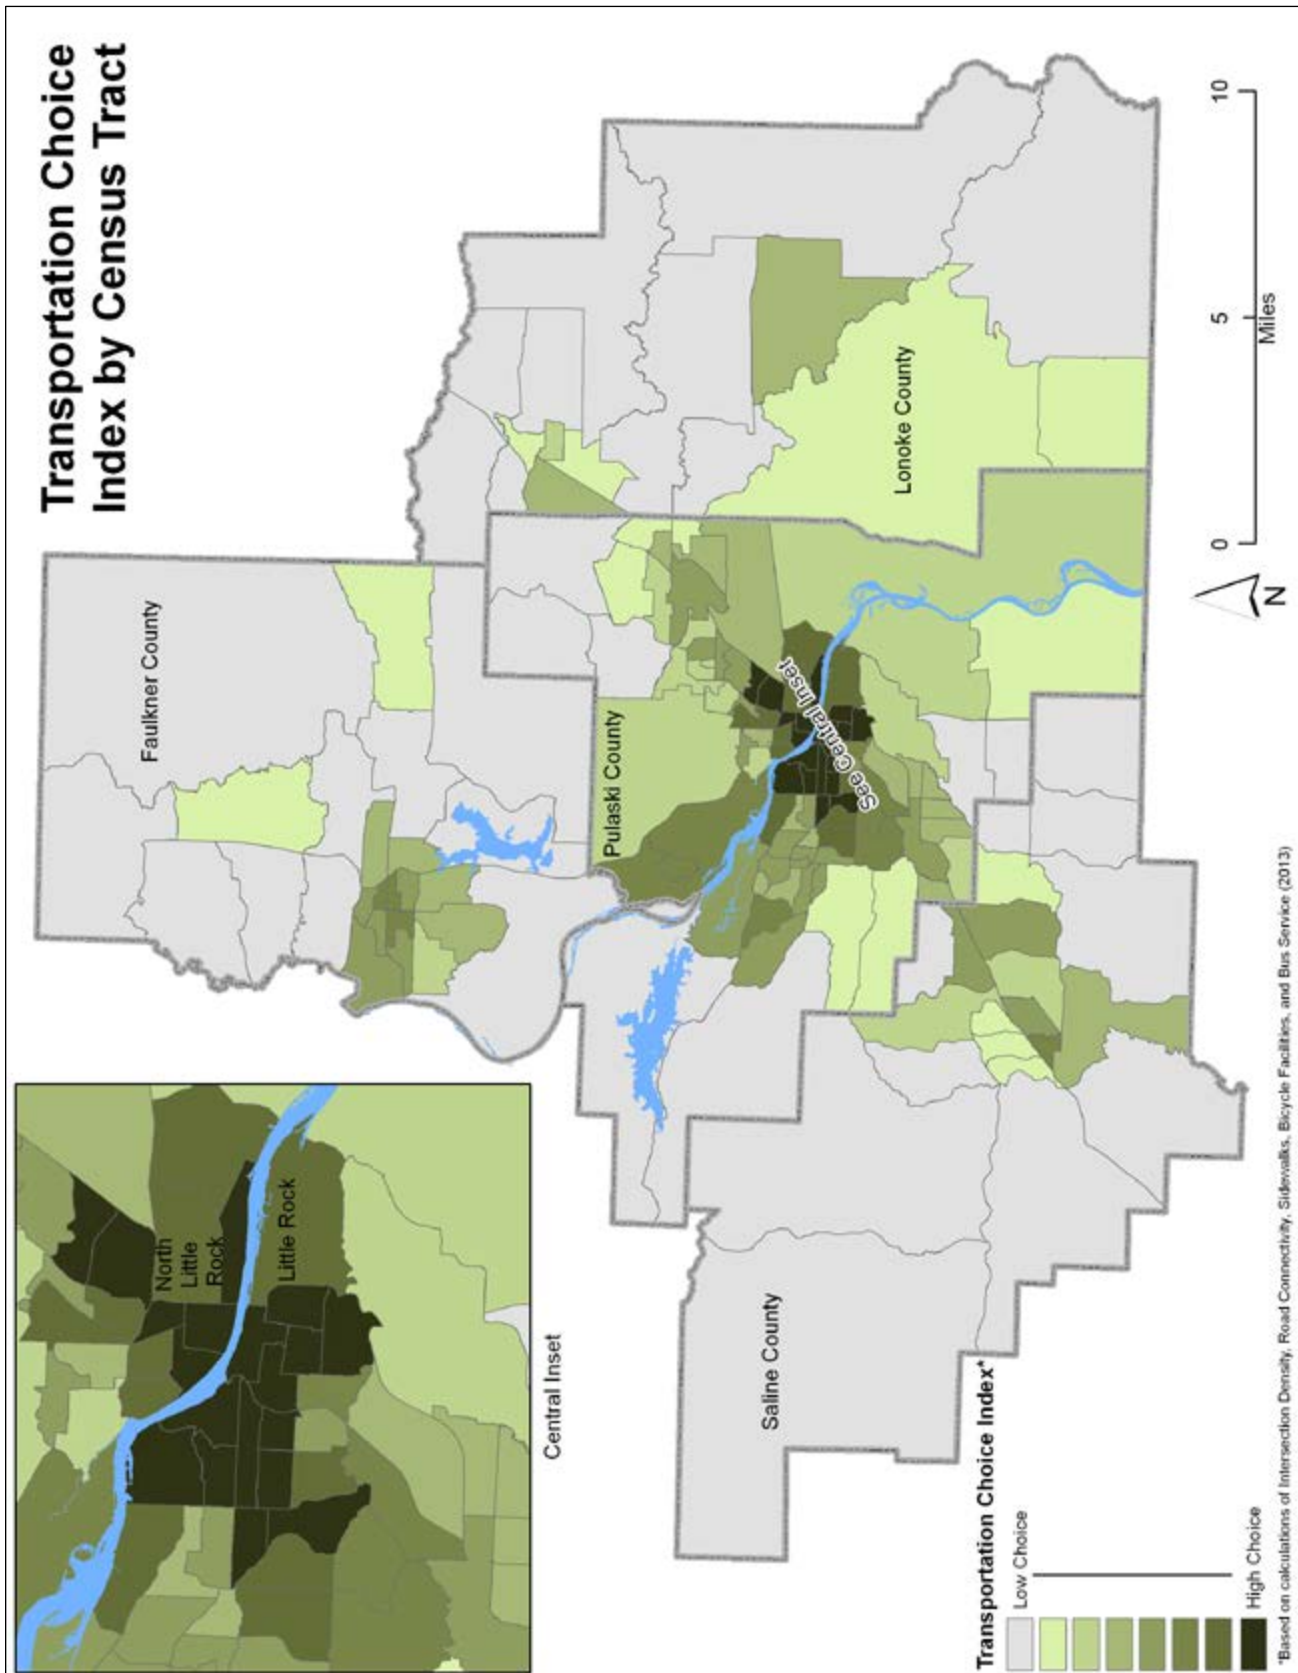 Transportation Choice
Index by Census Tract
Faulkner County
Pulaski County
Lonoke County
See Central Inset
Saline County
North
Little
Rock
Little Rock
Central Inset
0
5
10
Miles
N
Transportation Choice Index*
Low Choice
High Choice
*Based on calculations of Intersection Density, Road Connectivity, Sidewalks, Bicycle Facilities, and Bus Service (2013)